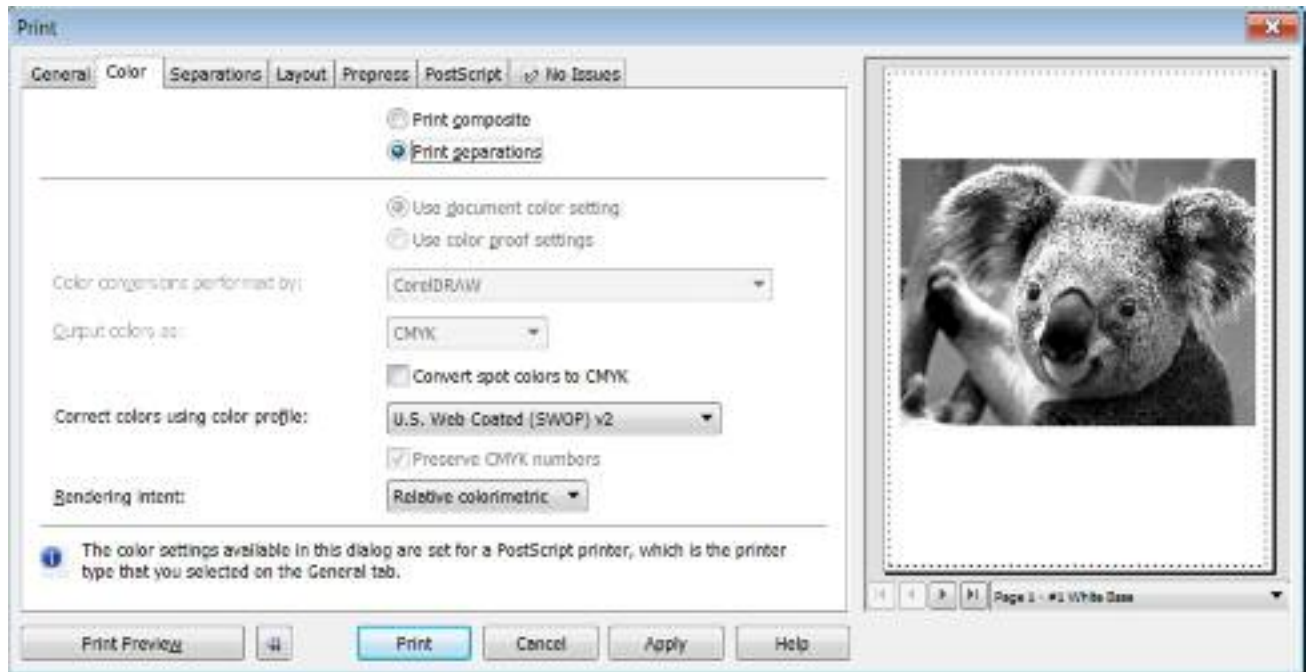 Print
General Color Separations Layout Prepress PostScript No Issues
Print composite
Print separations
Use document color setting
Use color proof settings
Color conversions performed by: CorelDRAW
Output colors as: CMYK
Convert spot colors to CMYK
Correct colors using color profile: U.S. Web Coated (SWOP) v2
Preserve CMYK numbers
Rendering intent: Relative colorimetric
The color settings available in this dialog are set for a PostScript printer, which is the printer
type that you selected on the General tab.
Page 1 - #1 White Base
Print Preview Print Cancel Apply Help